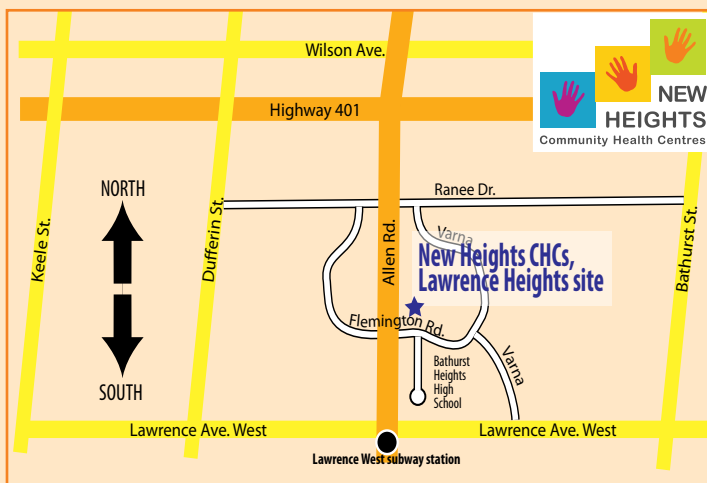 Wilson Ave.
NEW
HEIGHTS
Community Health Centres
Highway 401
NORTH
Ranee Dr.
Keele St.
Dufferin St.
Allen Rd.
Varna
Bathurst St.
New Heights CHCs,
Lawrence Heights site
Flemington Rd.
Bathurst
Heights
High
School
Varna
SOUTH
Lawrence Ave. West
Lawrence Ave. West
Lawrence West subway station